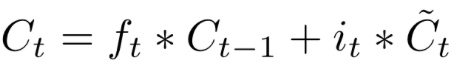 C_t = f_t * C_{t-1} + i_t * \tilde{C}_t